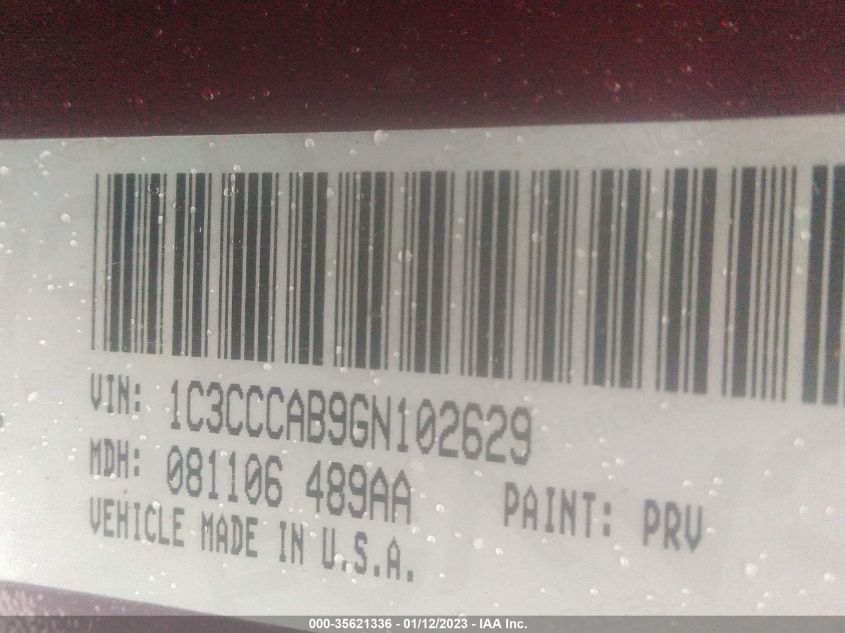 VIN: 1C3CCCAB9GN102629
MDH: 081106 489AA PAINT: PRV
VEHICLE MADE IN U.S.A.
000-35621336 - 01/12/2023 - IAA Inc.